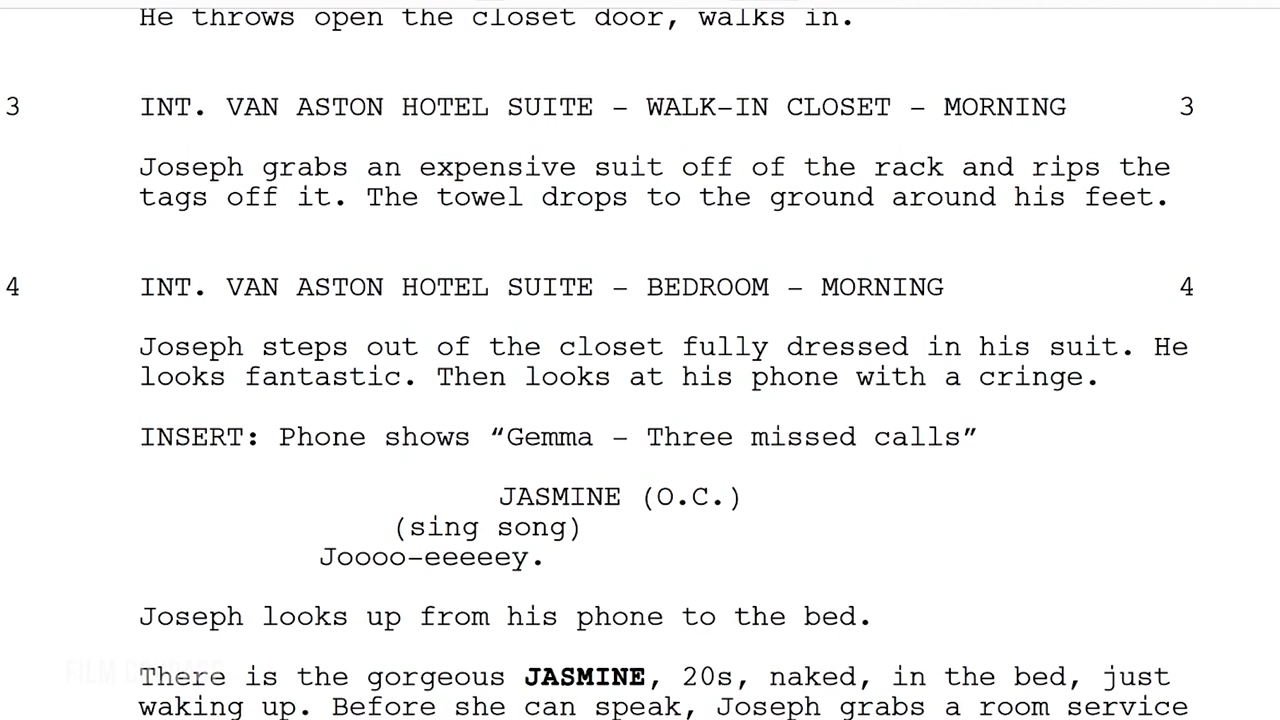 He throws open the closet door, walks in.
3 INT. VAN ASTON HOTEL SUITE – WALK-IN CLOSET – MORNING 3
Joseph grabs an expensive suit off of the rack and rips the
tags off it. The towel drops to the ground around his feet.
4 INT. VAN ASTON HOTEL SUITE – BEDROOM – MORNING 4
Joseph steps out of the closet fully dressed in his suit. He
looks fantastic. Then looks at his phone with a cringe.
INSERT: Phone shows “Gemma – Three missed calls”
JASMINE (O.C.)
(sing song)
Joooo-eeeeey.
Joseph looks up from his phone to the bed.
There is the gorgeous JASMINE, 20s, naked, in the bed, just
waking up. Before she can speak, Joseph grabs a room service